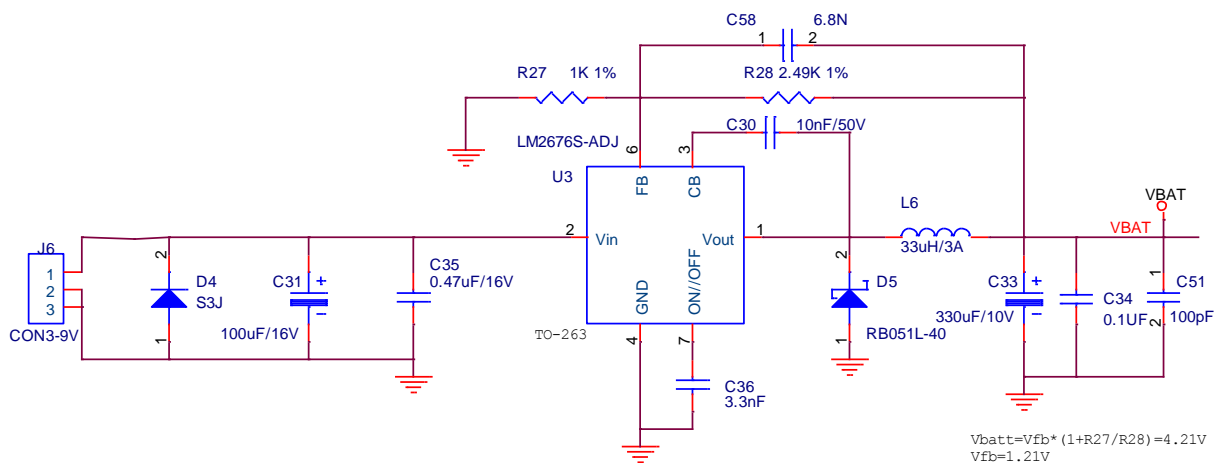 C58 6.8N
1 2
R27 1K 1%
R28 2.49K 1%
C30 10nF/50V
LM2676S-ADJ
6 3
U3
FB CB
VBAT
L6
VBAT
2 Vin Vout 1
33uH/3A
J6
1
2
3
CON3-9V
2
D4
S3J
1
C31
+
-
100uF/16V
C35
0.47uF/16V
GND ON//OFF
TO-263
4 7
C36
3.3nF
2
D5
1
RB051L-40
C33
+
-
330uF/10V
C34
0.1UF
1
C51
2
100pF
Vbatt=Vfb*(1+R27/R28)=4.21V
Vfb=1.21V